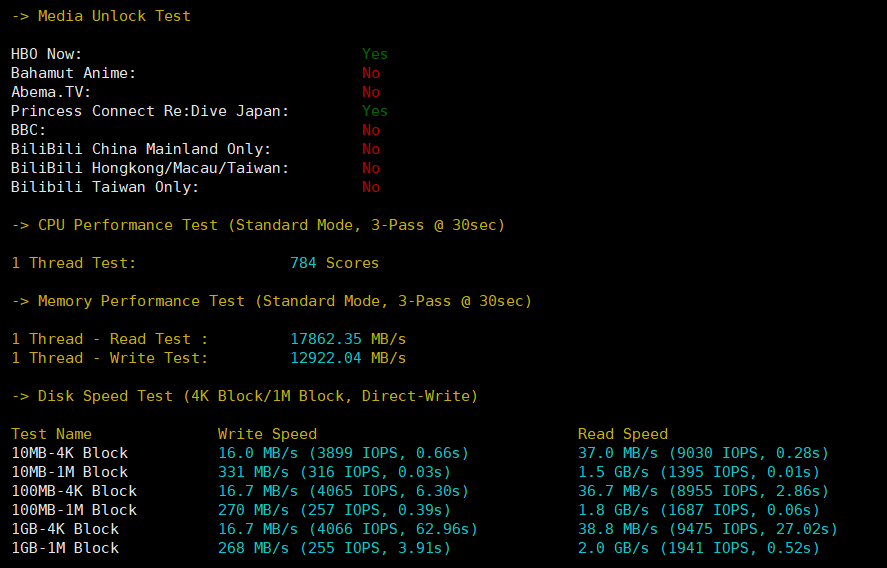 -> Media Unlock Test
HBO Now: Yes
Bahamut Anime: No
Abema.TV: No
Princess Connect Re:Dive Japan: Yes
BBC: No
BiliBili China Mainland Only: No
BiliBili Hongkong/Macau/Taiwan: No
Bilibili Taiwan Only: No
-> CPU Performance Test (Standard Mode, 3-Pass @ 30sec)
1 Thread Test: 784 Scores
-> Memory Performance Test (Standard Mode, 3-Pass @ 30sec)
1 Thread - Read Test : 17862.35 MB/s
1 Thread - Write Test: 12922.04 MB/s
-> Disk Speed Test (4K Block/1M Block, Direct-Write)
Test Name Write Speed Read Speed
10MB-4K Block 16.0 MB/s (3899 IOPS, 0.66s) 37.0 MB/s (9030 IOPS, 0.28s)
10MB-1M Block 331 MB/s (316 IOPS, 0.03s) 1.5 GB/s (1395 IOPS, 0.01s)
100MB-4K Block 16.7 MB/s (4065 IOPS, 6.30s) 36.7 MB/s (8955 IOPS, 2.86s)
100MB-1M Block 270 MB/s (257 IOPS, 0.39s) 1.8 GB/s (1687 IOPS, 0.06s)
1GB-4K Block 16.7 MB/s (4066 IOPS, 62.96s) 38.8 MB/s (9475 IOPS, 27.02s)
1GB-1M Block 268 MB/s (255 IOPS, 3.91s) 2.0 GB/s (1941 IOPS, 0.52s)